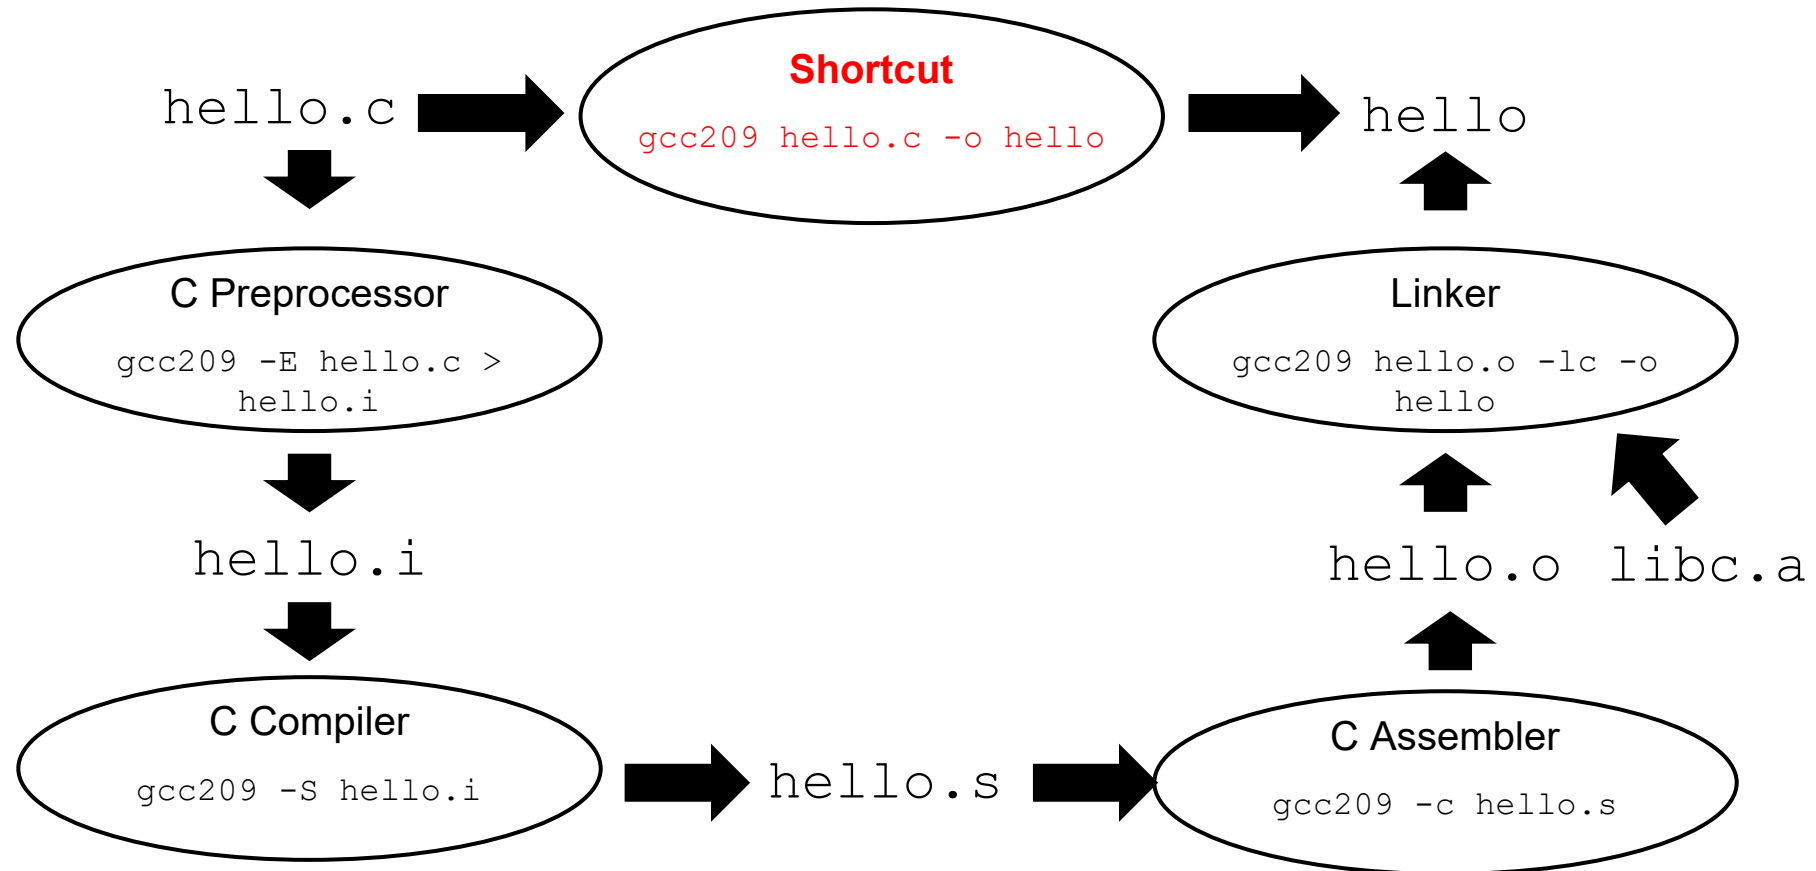 hello.c
Shortcut
gcc209 hello.c -o hello
hello
C Preprocessor
gcc209 -E hello.c >
hello.i
Linker
gcc209 hello.o -lc -o
hello
hello.i
hello.o
libc.a
C Compiler
gcc209 -S hello.i
hello.s
C Assembler
gcc209 -c hello.s